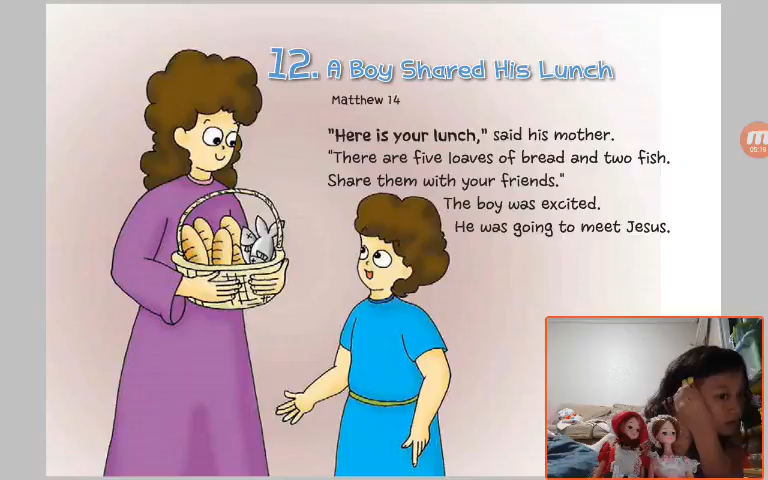 12. A Boy Shared His Lunch
Matthew 14
"Here is your lunch," said his mother.
"There are five loaves of bread and two fish.
Share them with your friends."
The boy was excited.
He was going to meet Jesus.
05:19